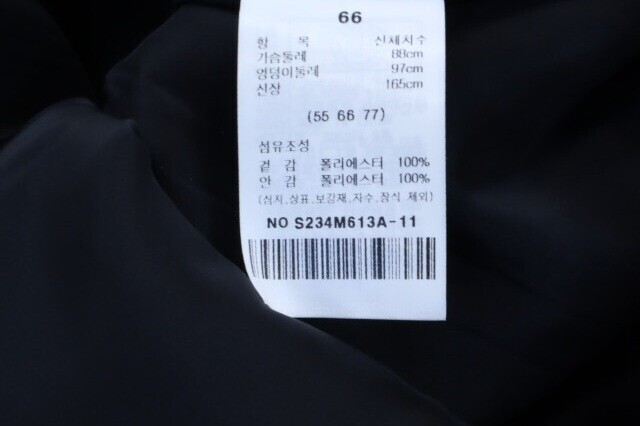 66
항 목 신체치수
가슴둘레 88cm
엉덩이둘레 97cm
신장 165cm
(55 66 77)
섬유조성
겉 감 폴리에스터 100%
안 감 폴리에스터 100%
(심지,상표,보강재,자수,장식 제외)
NO S234M613A-11